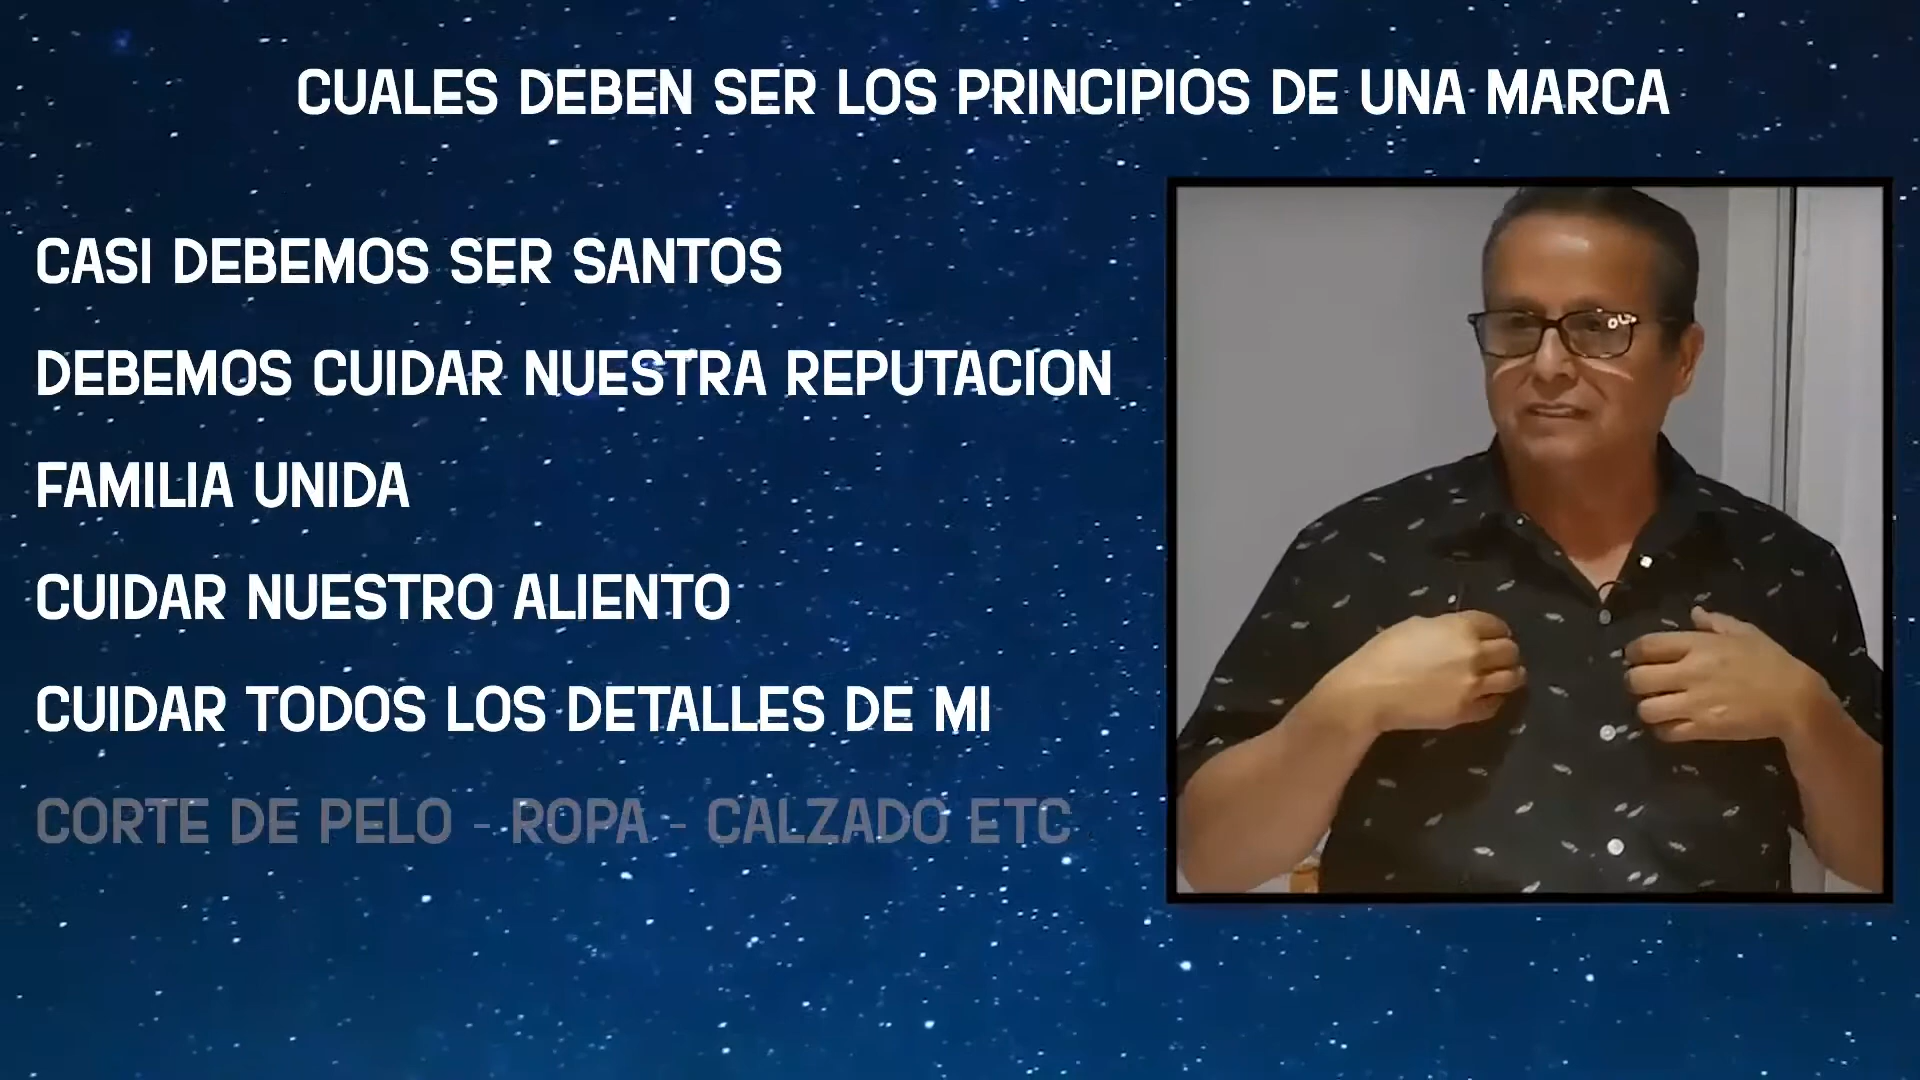 CUALES DEBEN SER LOS PRINCIPIOS DE UNA MARCA
CASI DEBEMOS SER SANTOS
DEBEMOS CUIDAR NUESTRA REPUTACION
FAMILIA UNIDA
CUIDAR NUESTRO ALIENTO
CUIDAR TODOS LOS DETALLES DE MI
CORTE DE PELO - ROPA - CALZADO ETC